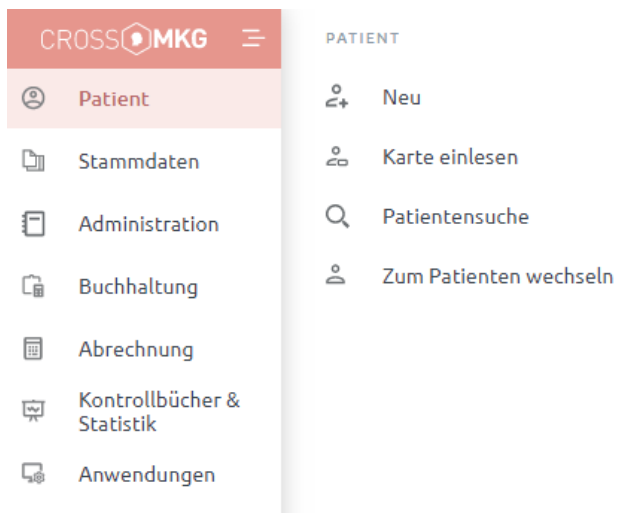 CROSS MKG
Patient
Stammdaten
Administration
Buchhaltung
Abrechnung
Kontrollbücher &
Statistik
Anwendungen
PATIENT
Neu
Karte einlesen
Patientensuche
Zum Patienten wechseln